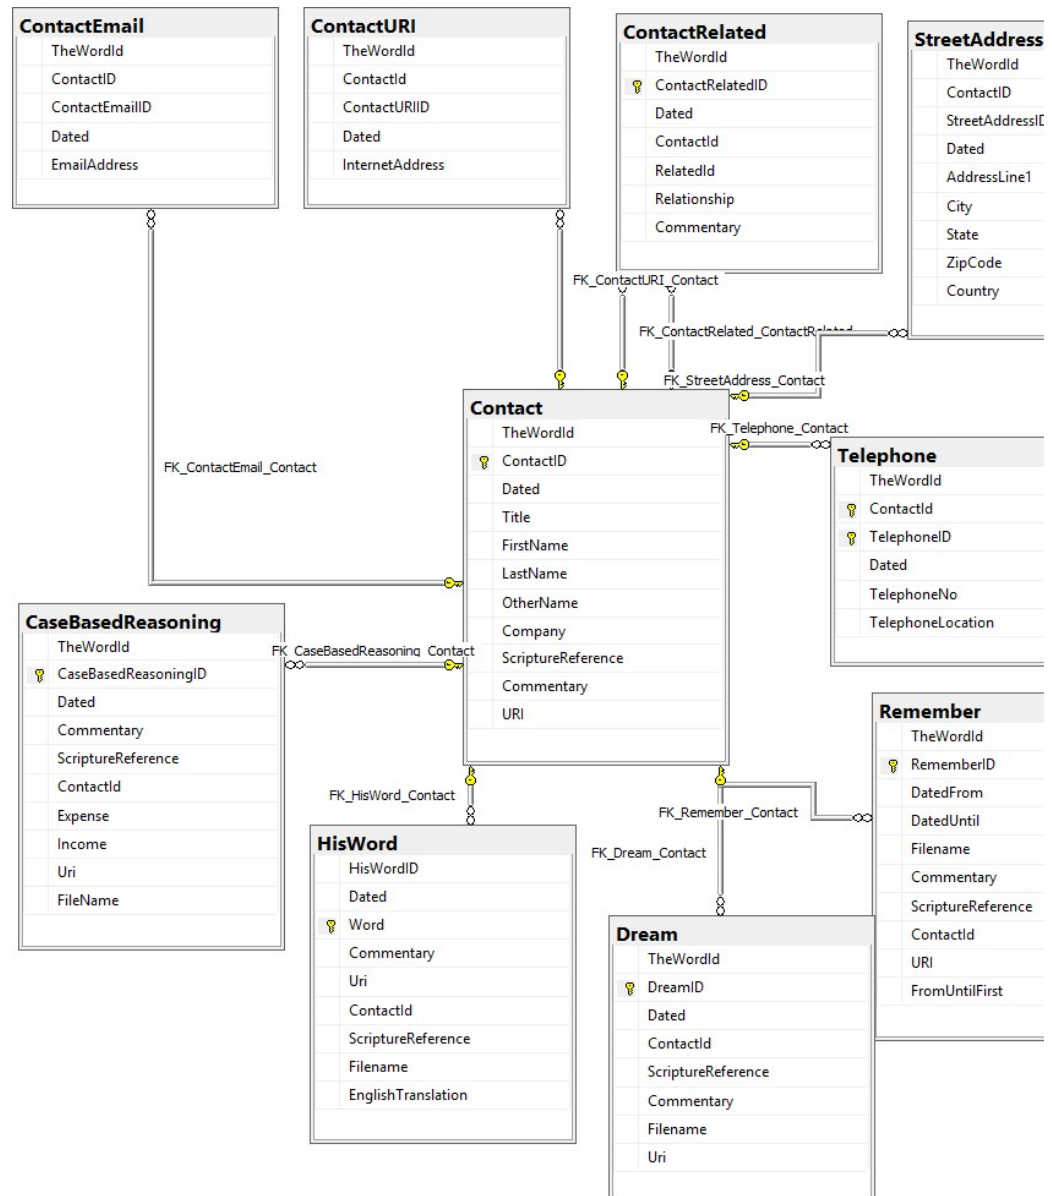 ContactEmail
TheWordId
ContactID
ContactEmailID
Dated
EmailAddress
ContactURI
TheWordId
ContactId
ContactURIID
Dated
InternetAddress
ContactRelated
TheWordId
ContactRelatedID
Dated
ContactId
RelatedId
Relationship
Commentary
StreetAddress
TheWordId
ContactID
StreetAddressID
Dated
AddressLine1
City
State
ZipCode
Country
FK_ContactURI_Contact
FK_ContactRelated_ContactRelated
FK_StreetAddress_Contact
FK_Telephone_Contact
FK_ContactEmail_Contact
Contact
TheWordId
ContactID
Dated
Title
FirstName
LastName
OtherName
Company
ScriptureReference
Commentary
URI
Telephone
TheWordId
ContactId
TelephoneID
Dated
TelephoneNo
TelephoneLocation
CaseBasedReasoning
TheWordId
CaseBasedReasoningID
Dated
Commentary
ScriptureReference
ContactId
Expense
Income
Uri
FileName
FK_CaseBasedReasoning_Contact
FK_HisWord_Contact
FK_Remember_Contact
FK_Dream_Contact
Remember
TheWordId
RememberID
DatedFrom
DatedUntil
Filename
Commentary
ScriptureReference
ContactId
URI
FromUntilFirst
HisWord
HisWordID
Dated
Word
Commentary
Uri
ContactId
ScriptureReference
Filename
EnglishTranslation
Dream
TheWordId
DreamID
Dated
ContactId
ScriptureReference
Commentary
Filename
Uri